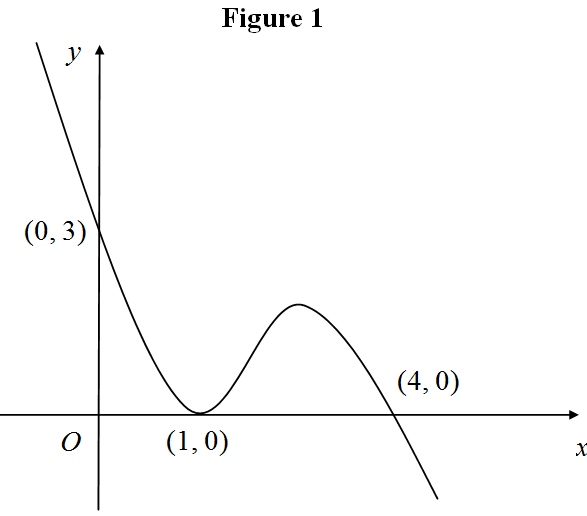 Figure 1
y
(0, 3)
(4, 0)
O
(1, 0)
x